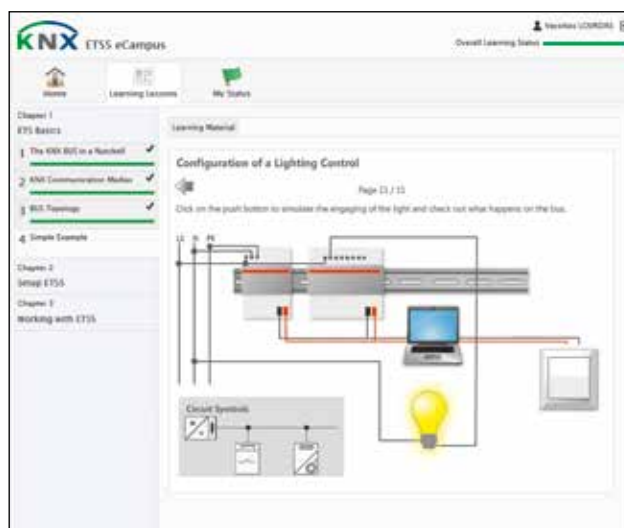 KNX ETS5 eCampus
Overall Learning Status
Home
Learning Lessons
My Status
Chapter 1
ETS Basics
1 The KNX BUS in a Nutshell
2 KNX Communication Modes
3 BUS Topology
4 Simple Example
Chapter 2
Setup ETS5
Chapter 3
Working with ETS5
Learning Material
Configuration of a Lighting Control
Page 11 / 11
Click on the push button to simulate the engaging of the light and check out what happens on the bus.
L1 N PE
Circuit Symbols